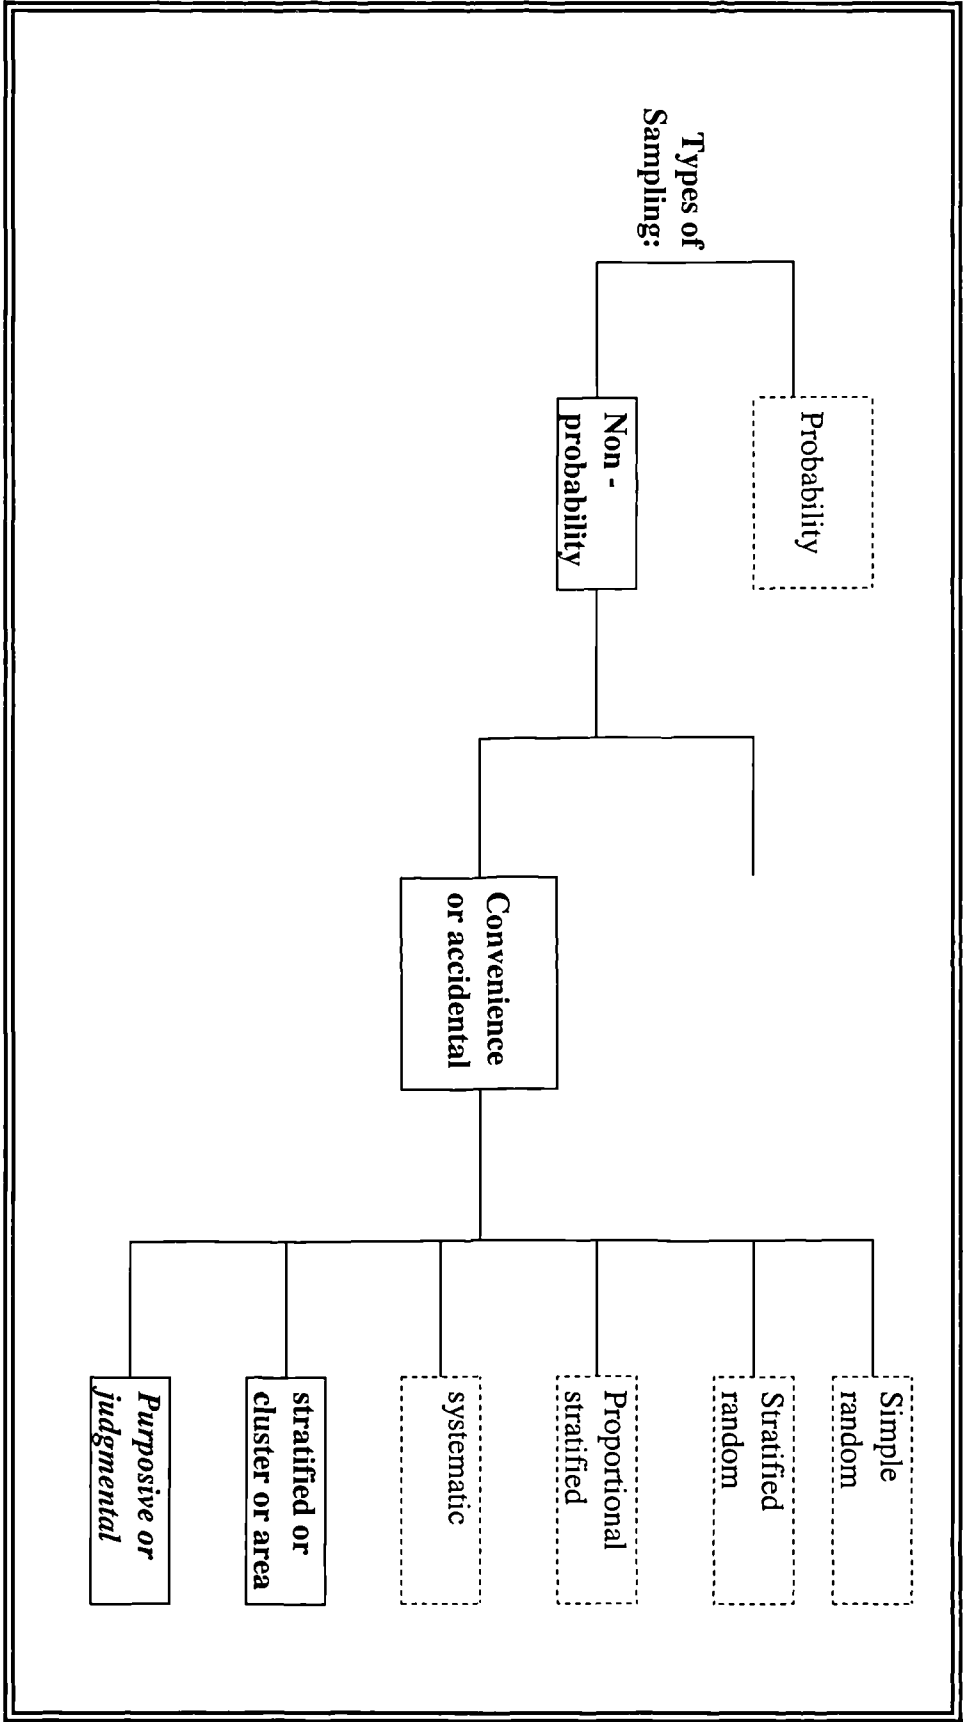 Types of
Sampling:
Probability
Non -
probability
Convenience
or accidental
Simple
random
Stratified
random
Proportional
stratified
systematic
stratified or
cluster or area
Purposive or
judgmental